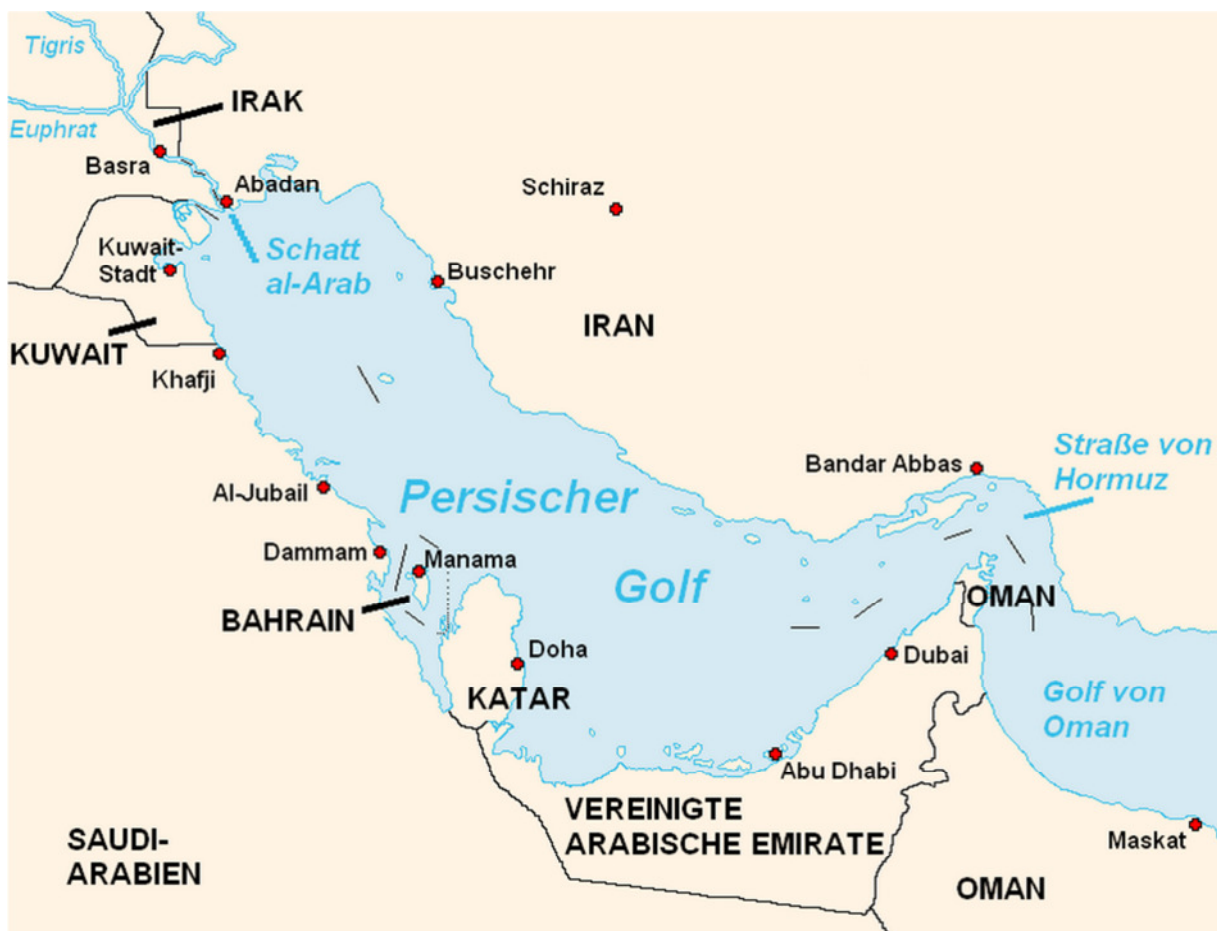 Tigris
IRAK
Euphrat
Basra
Abadan
Schiraz
Kuwait-
Stadt
Schatt
al-Arab
Buschehr
IRAN
KUWAIT
Khafji
Straße von
Hormuz
Bandar Abbas
Al-Jubail
Persischer
Golf
Dammam
Manama
BAHRAIN
OMAN
Doha
Dubai
KATAR
Golf von
Oman
Abu Dhabi
VEREINIGTE
ARABISCHE EMIRATE
Maskat
SAUDI-
ARABIEN
OMAN